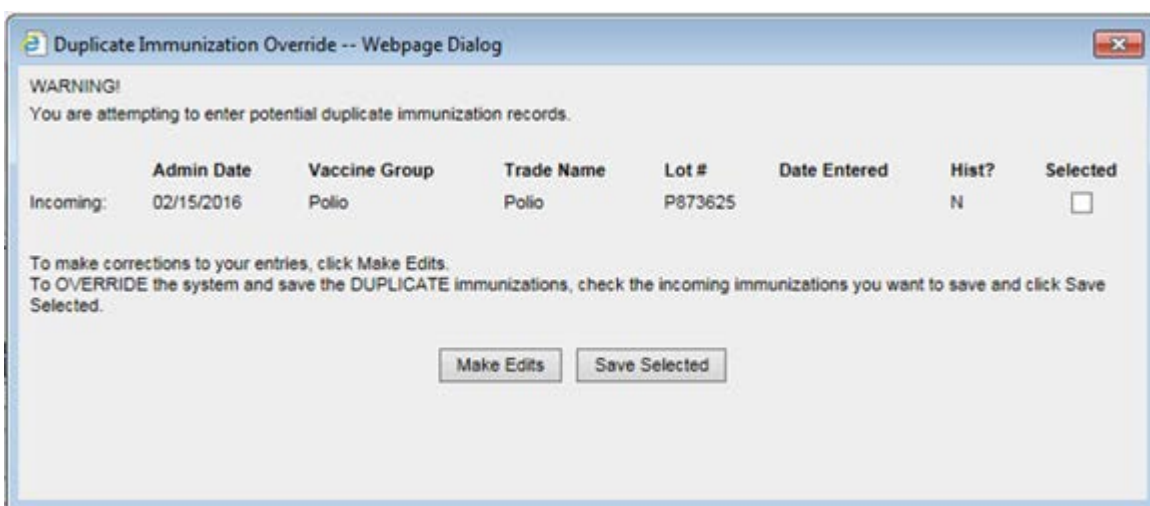 Duplicate Immunization Override -- Webpage Dialog
WARNING!
You are attempting to enter potential duplicate immunization records.
Admin Date Vaccine Group Trade Name Lot # Date Entered Hist? Selected
Incoming: 02/15/2016 Polio Polio P873625 N
To make corrections to your entries, click Make Edits.
To OVERRIDE the system and save the DUPLICATE immunizations, check the incoming immunizations you want to save and click Save
Selected.
Make Edits Save Selected